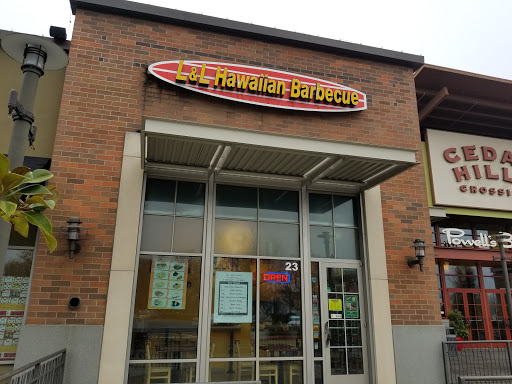 L&L Hawaiian Barbecue
CEDA
HILL
CROSSI
Powell's B
23
OPEN